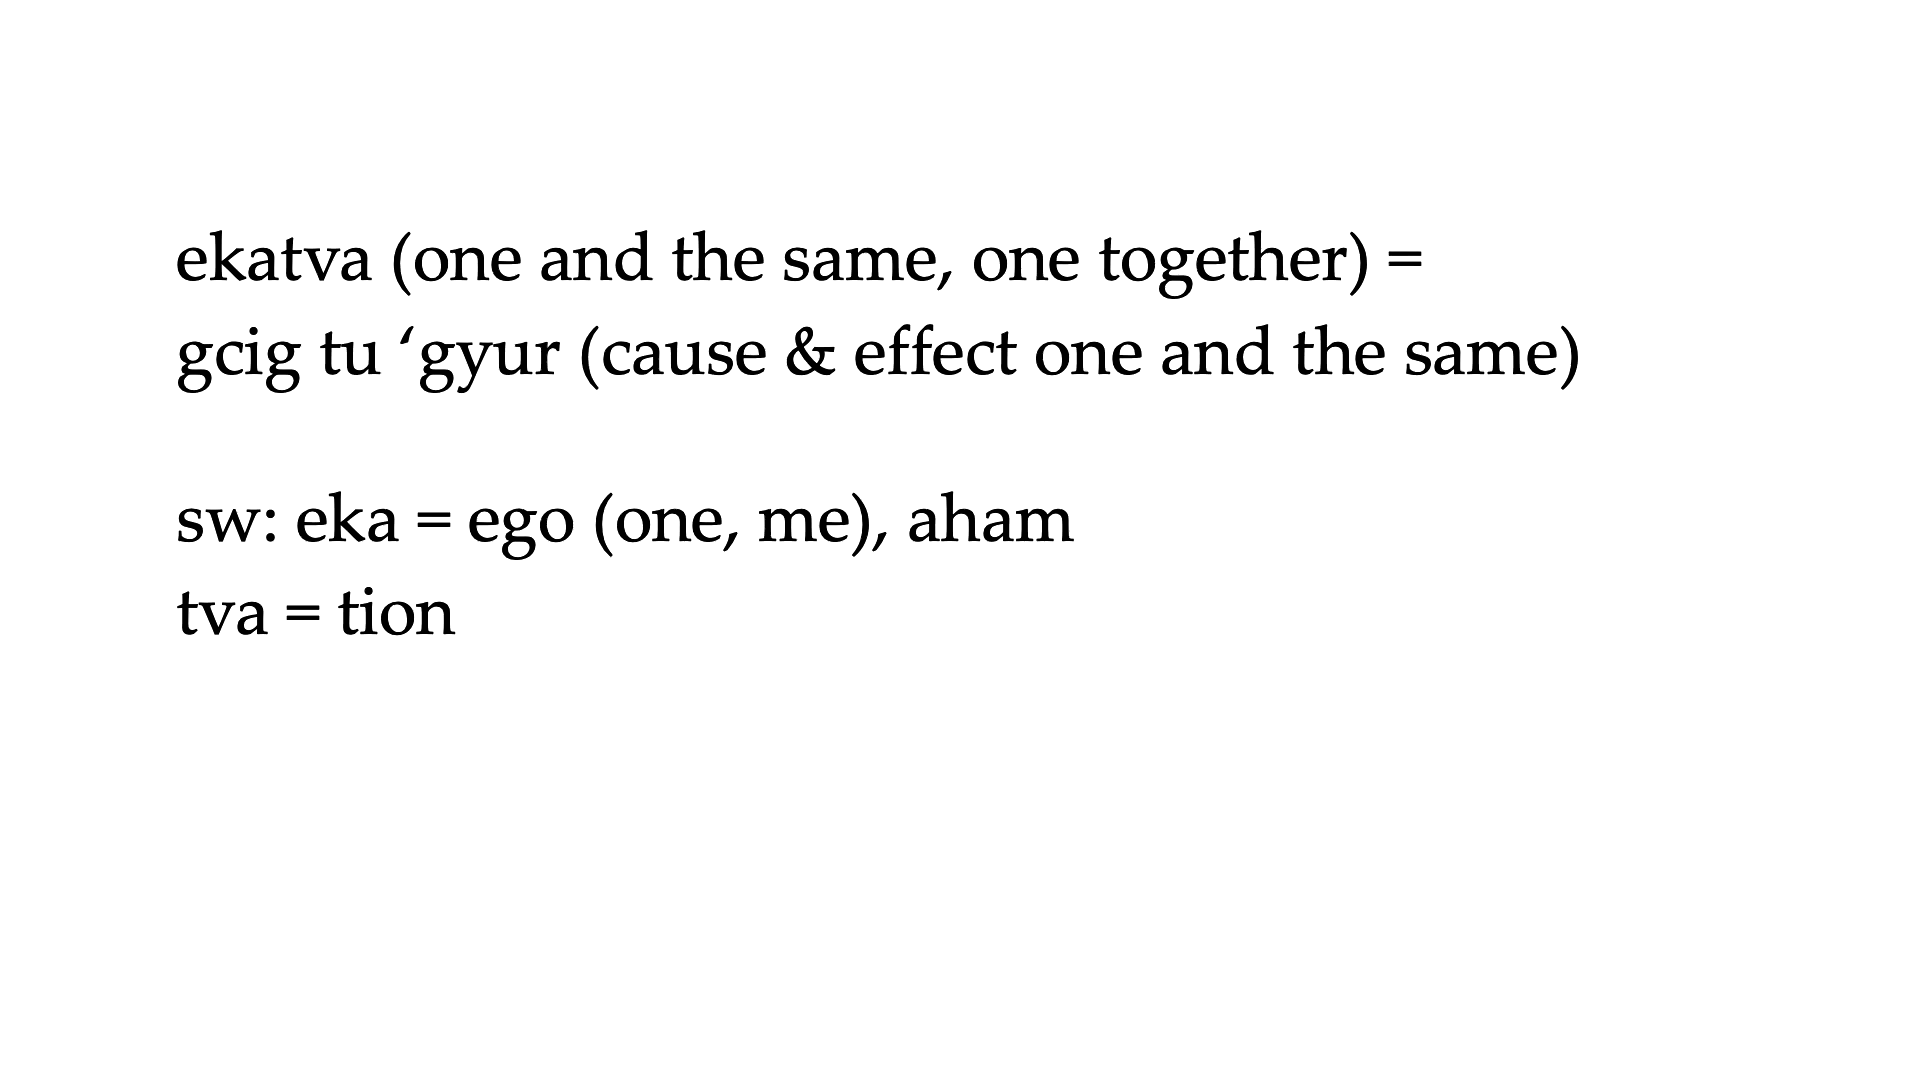 ekatva (one and the same, one together) =
gcig tu ‘gyur (cause & effect one and the same)
sw: eka = ego (one, me), aham
tva = tion